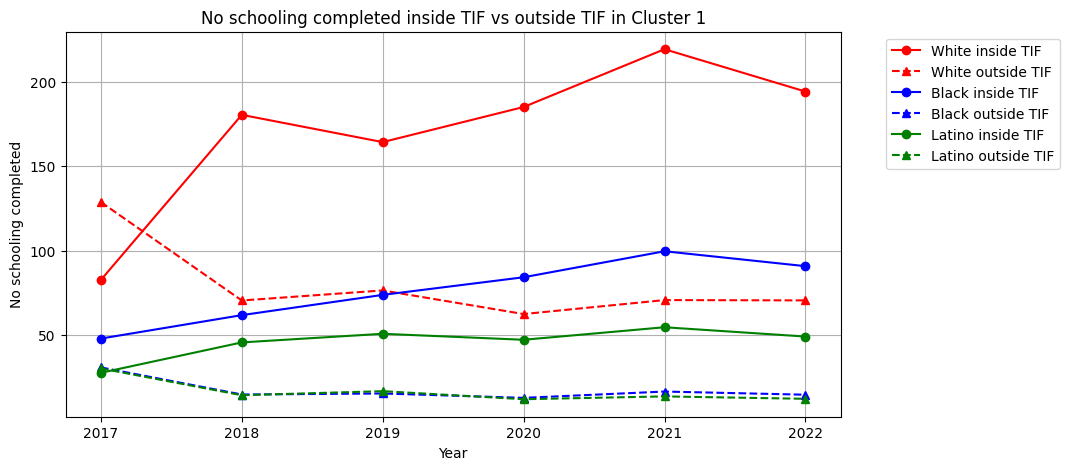 No schooling completed inside TIF vs outside TIF in Cluster 1
No schooling completed
200
150
100
50
2017
2018
2019
2020
2021
2022
Year
White inside TIF
White outside TIF
Black inside TIF
Black outside TIF
Latino inside TIF
Latino outside TIF